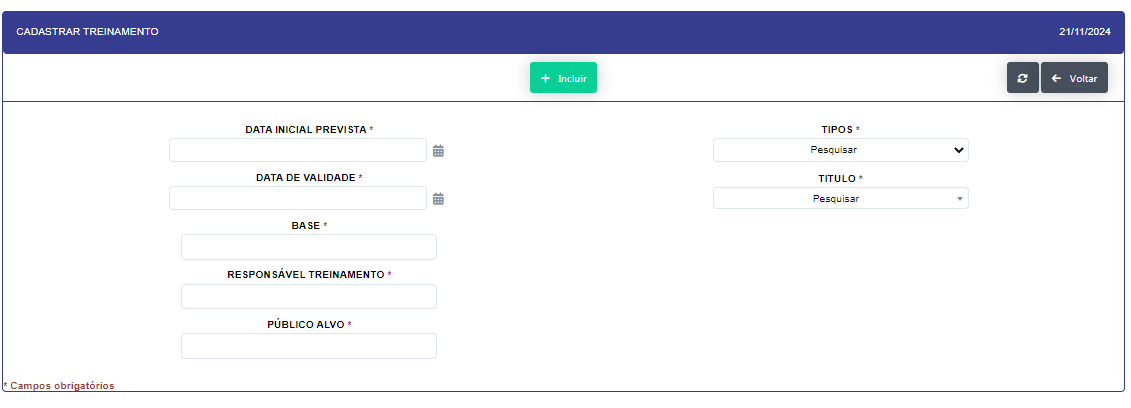 CADASTRAR TREINAMENTO 21/11/2024
Incluir
Voltar
DATA INICIAL PREVISTA *
DATA DE VALIDADE *
BASE *
RESPONSÁVEL TREINAMENTO *
PÚBLICO ALVO *
TIPOS *
Pesquisar
TITULO *
Pesquisar
* Campos obrigatórios